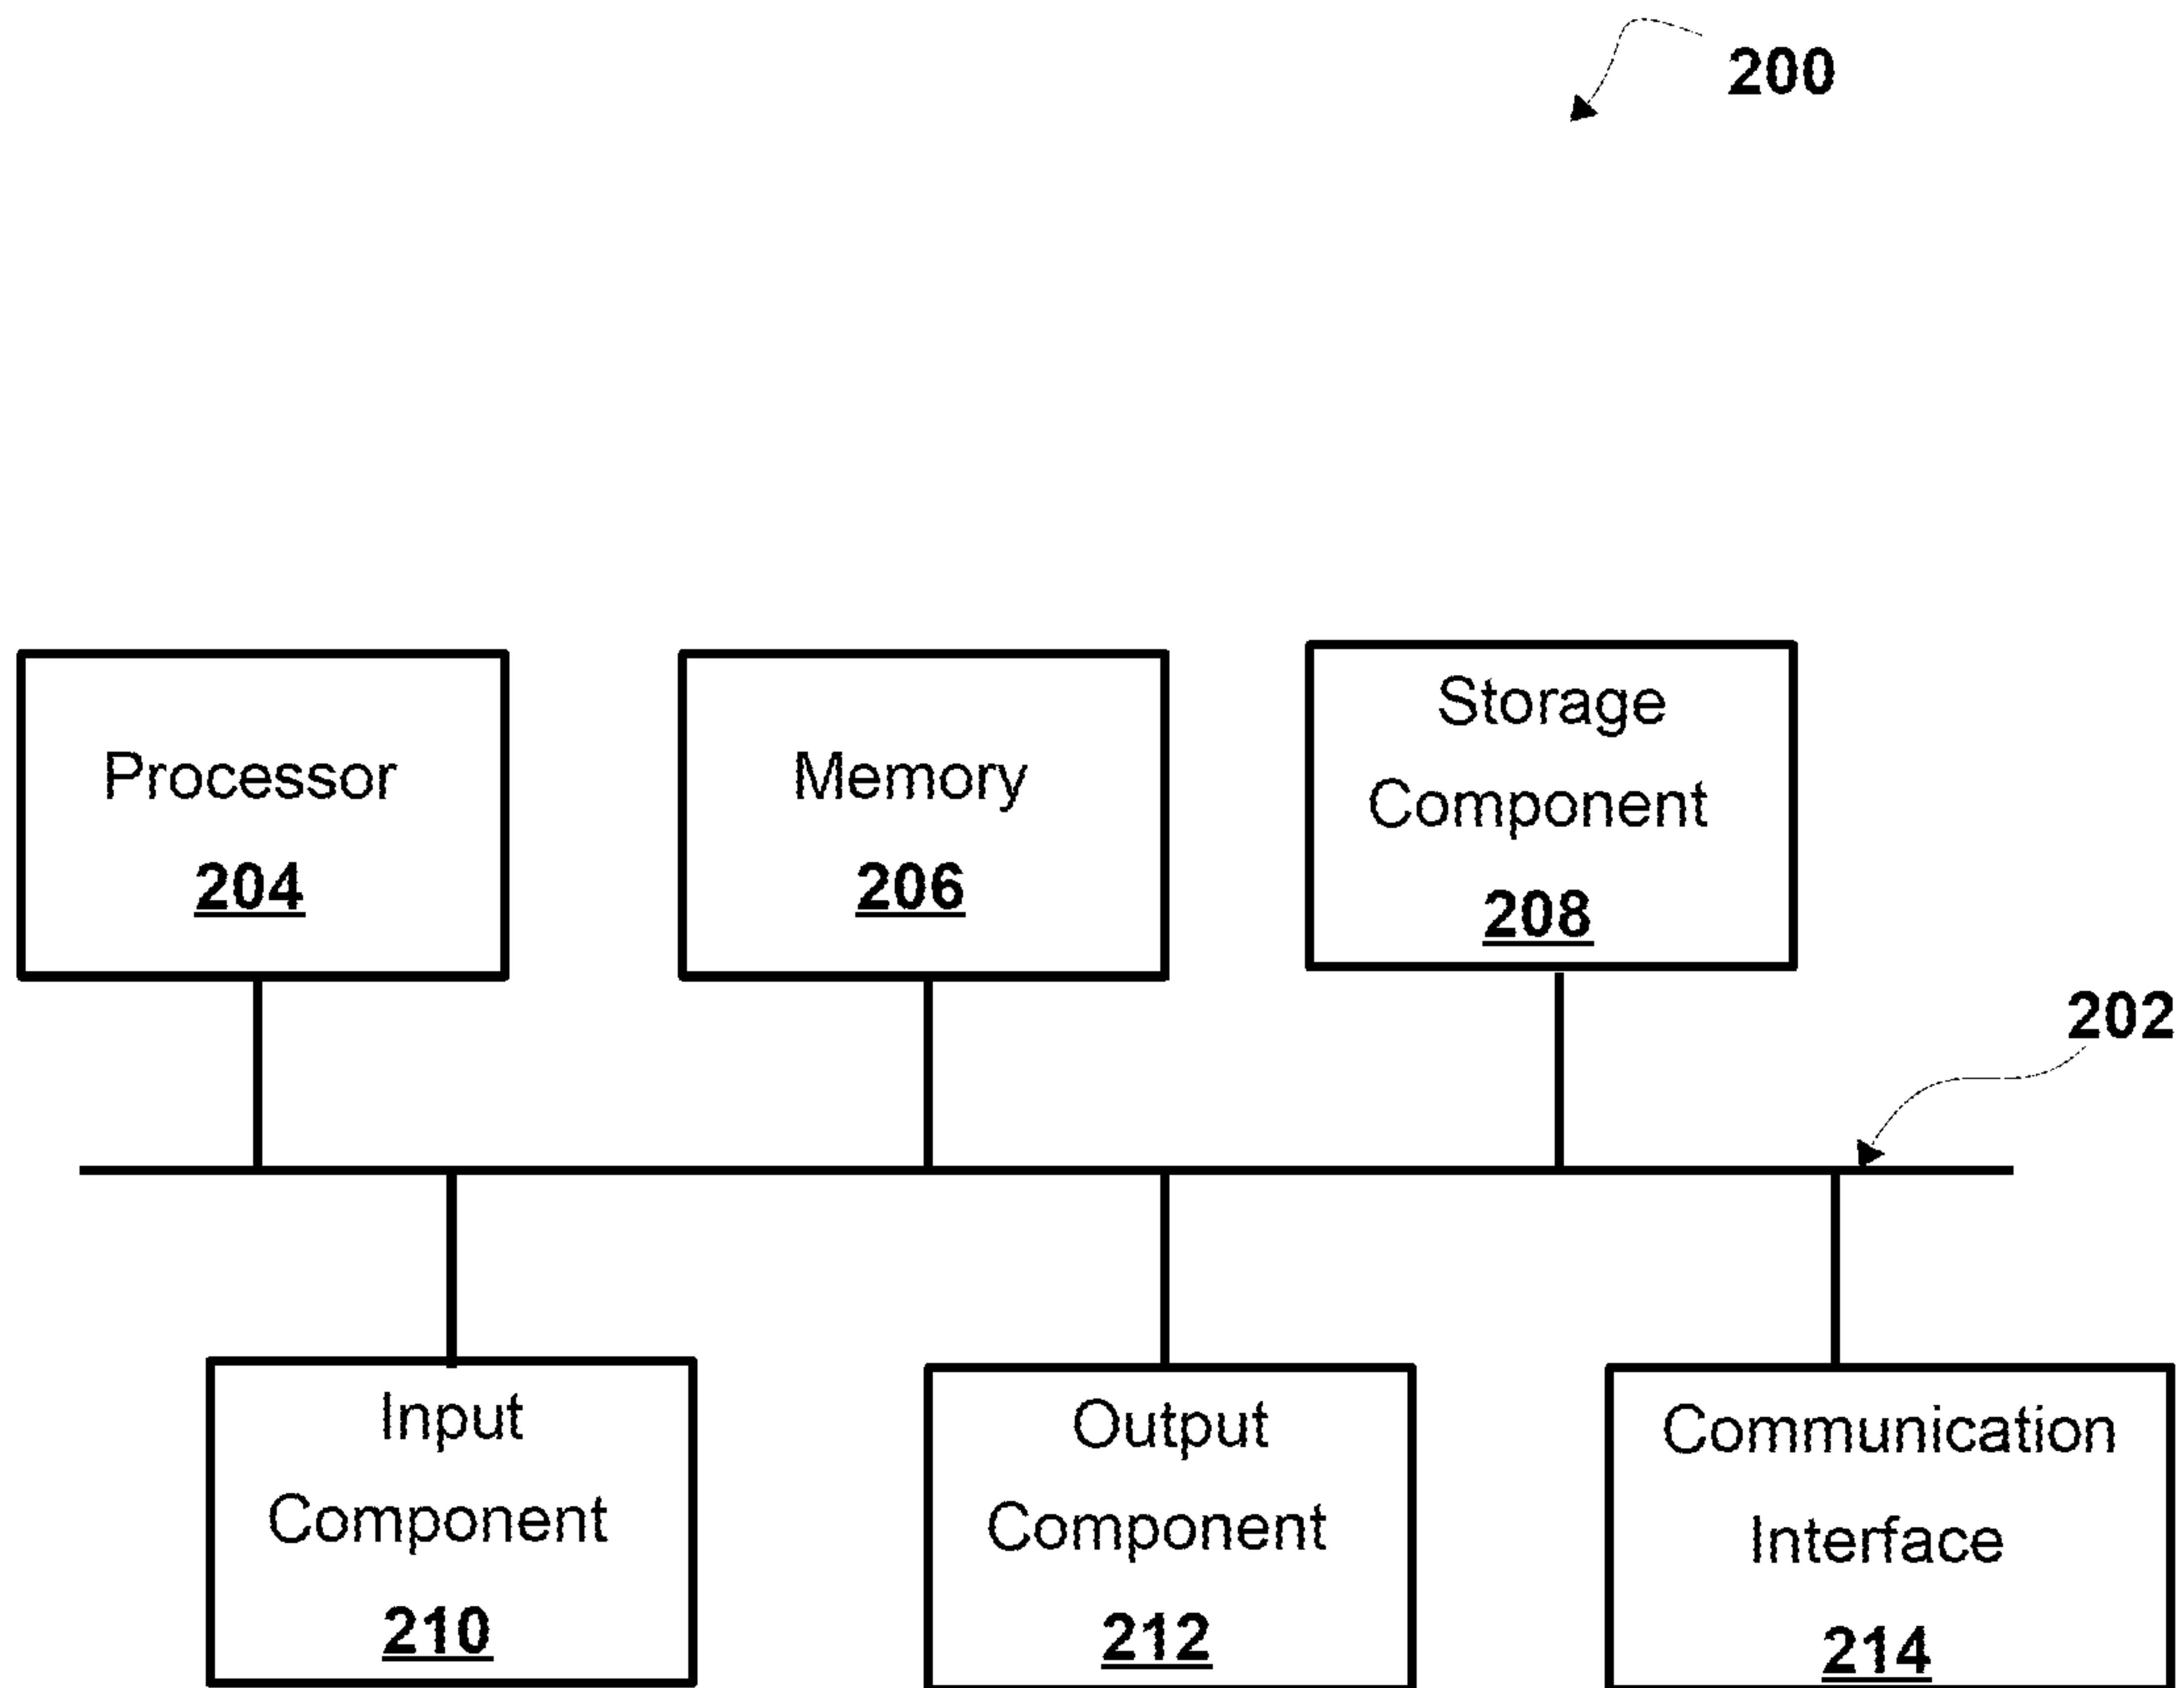 200
Processor
204
Memory
206
Storage
Component
208
202
Input
Component
210
Output
Component
212
Communication
Interface
214